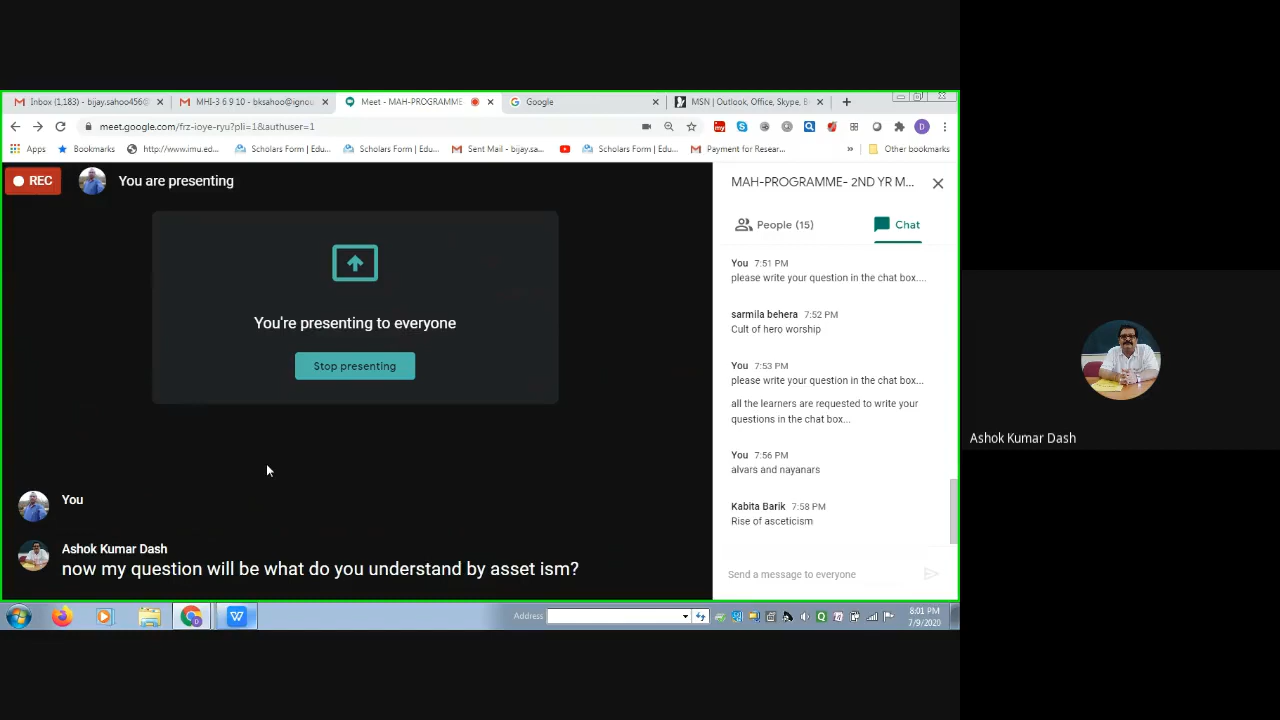 Inbox (1,183) - bijay.sahoo456@
MHI-3 6 9 10 - bksahoo@ignou
Meet - MAH-PROGRAMME
Google
MSN | Outlook, Office, Skype, B
meet.google.com/frz-ioye-ryu?pli=1&authuser=1
D
Apps
Bookmarks
http://www.imu.ed...
Scholars Form | Edu...
Scholars Form | Edu...
Sent Mail - bijay.sa...
Scholars Form | Edu...
Payment for Resear...
»
Other bookmarks
REC
You are presenting
You're presenting to everyone
Stop presenting
You
Ashok Kumar Dash
now my question will be what do you understand by asset ism?
MAH-PROGRAMME- 2ND YR M...
People (15)
Chat
You 7:51 PM
please write your question in the chat box....
sarmila behera 7:52 PM
Cult of hero worship
You 7:53 PM
please write your question in the chat box...
all the learners are requested to write your
questions in the chat box...
You 7:56 PM
alvars and nayanars
Kabita Barik 7:58 PM
Rise of asceticism
Send a message to everyone
Ashok Kumar Dash
Address
8:01 PM
7/9/2020